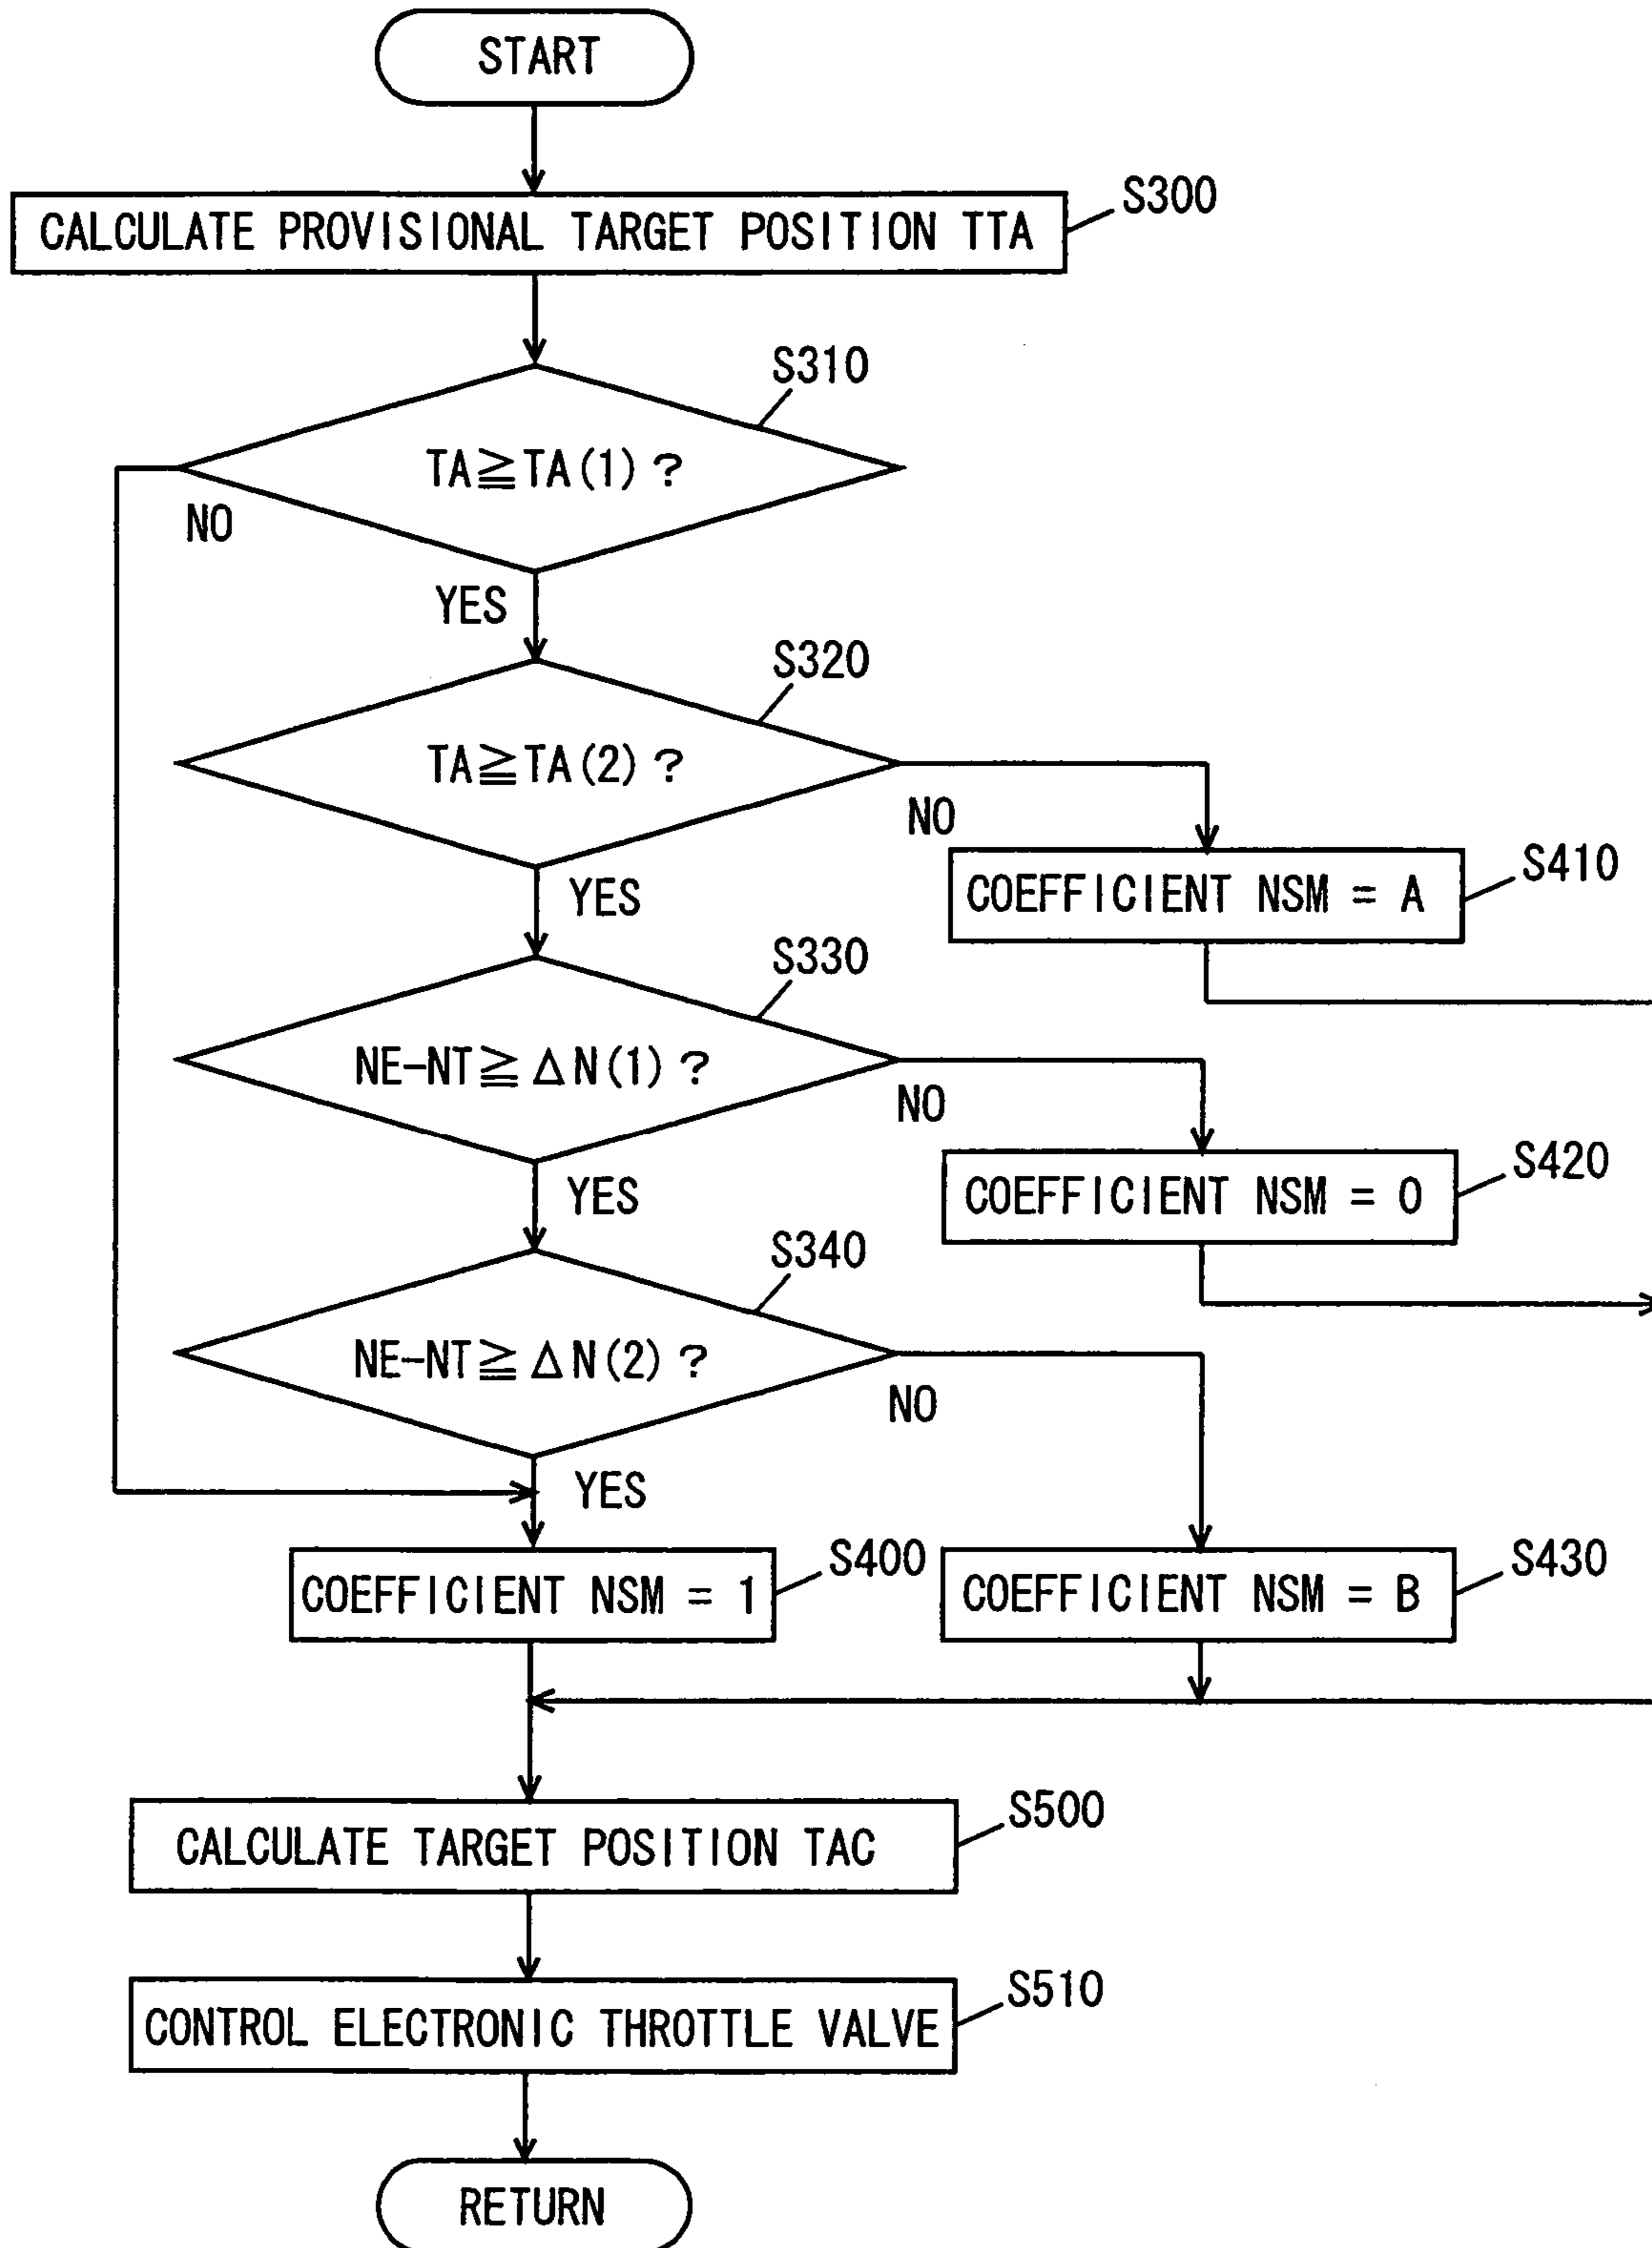 START
CALCULATE PROVISIONAL TARGET POSITION TTA
S300
S310
TA≧TA(1)?
NO
YES
S320
TA≧TA(2)?
NO
YES
S410
COEFFICIENT NSM = A
S330
NE-NT≧ΔN(1)?
NO
YES
S420
COEFFICIENT NSM = 0
S340
NE-NT≧ΔN(2)?
NO
YES
S400
COEFFICIENT NSM = 1
S430
COEFFICIENT NSM = B
S500
CALCULATE TARGET POSITION TAC
S510
CONTROL ELECTRONIC THROTTLE VALVE
RETURN